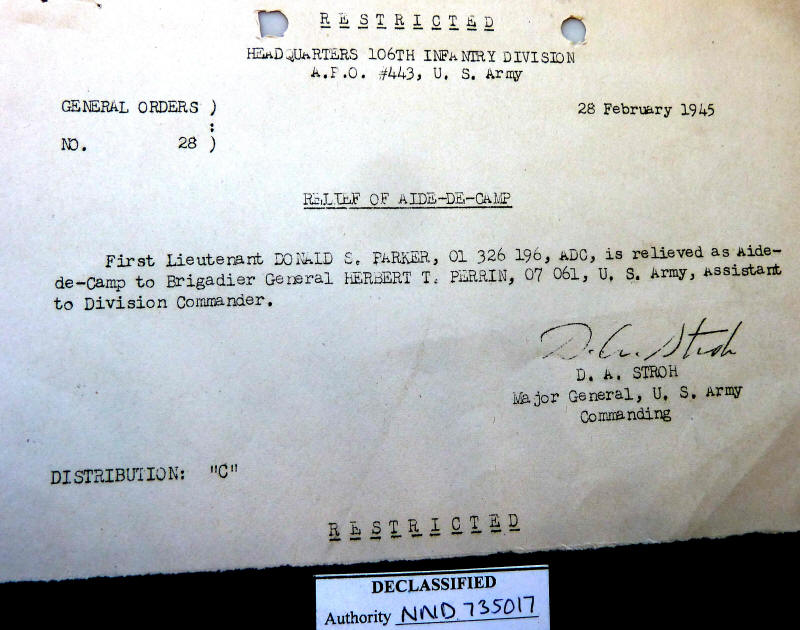 RESTRICTED
HEADQUARTERS 106TH INFANTRY DIVISION
A.P.O. #443, U. S. Army
GENERAL ORDERS )
:
NO. 28 )
28 February 1945
RELIEF OF AIDE-DE-CAMP
First Lieutenant DONALD S. PARKER, 01 326 196, ADC, is relieved as Aide-
de-Camp to Brigadier General HERBERT T. PERRIN, 07 061, U. S. Army, Assistant
to Division Commander.
D. A. Stroh
D. A. STROH
Major General, U. S. Army
Commanding
DISTRIBUTION: "C"
RESTRICTED
DECLASSIFIED
Authority NND 735017